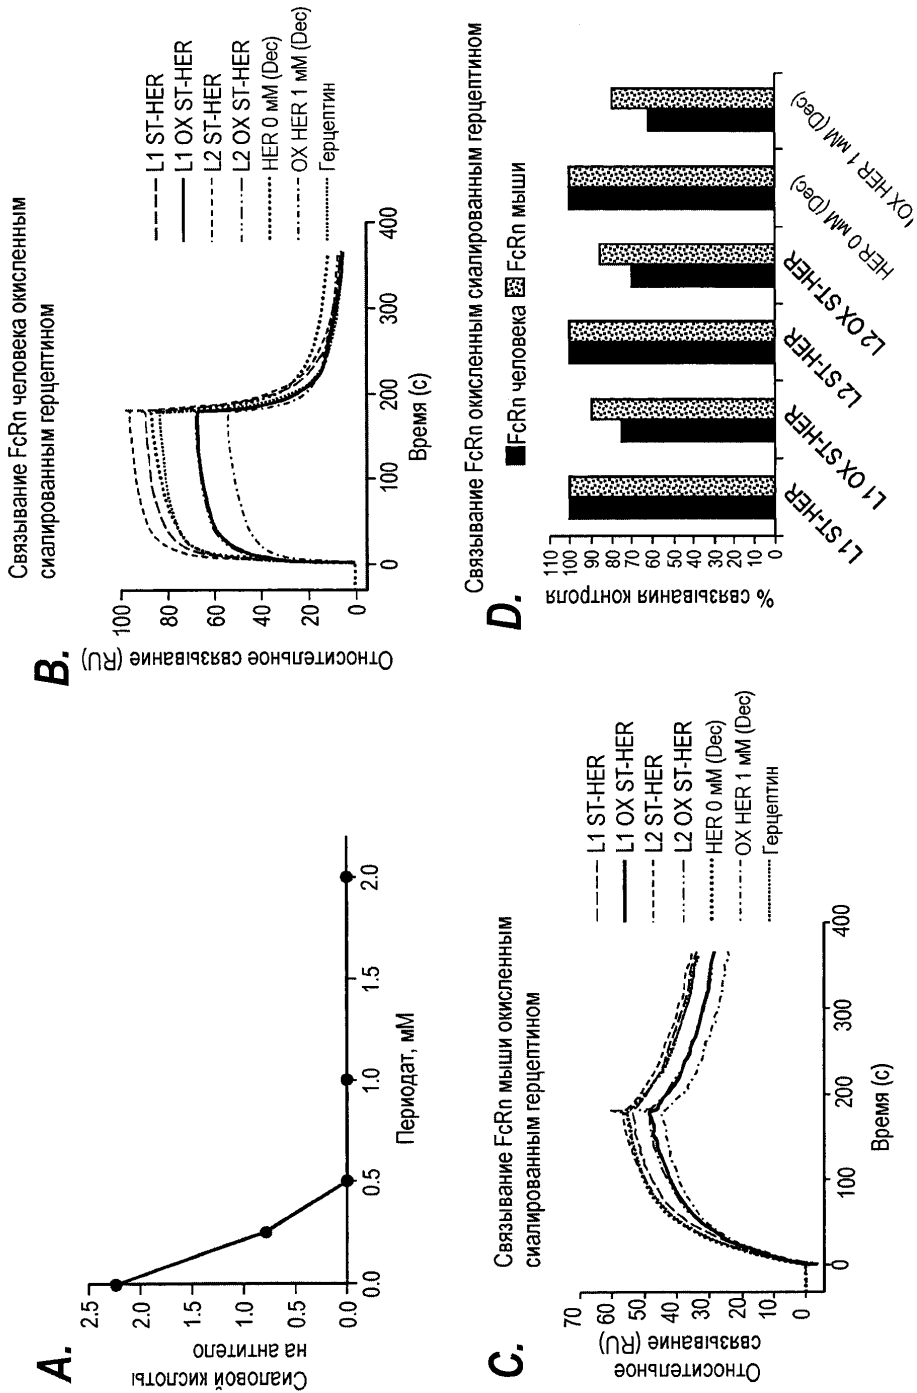 A.
Сиаловой кислоты
на антитело
2.5
2.0
1.5
1.0
0.5
0.0
0.0
0.5
1.0
1.5
2.0
Периодат, мМ
B.
Связывание FcRn человека окисленным
сиалированным герцептином
Относительное связывание (RU)
100
80
60
40
20
0
0
100
200
300
400
Время (с)
L1 ST-HER
L1 OX ST-HER
L2 ST-HER
L2 OX ST-HER
HER 0 мМ (Dec)
OX HER 1 мМ (Dec)
Герцептин
C.
Связывание FcRn мыши окисленным
сиалированным герцептином
Относительное
связывание (RU)
70
60
50
40
30
20
10
0
0
100
200
300
400
Время (с)
L1 ST-HER
L1 OX ST-HER
L2 ST-HER
L2 OX ST-HER
HER 0 мМ (Dec)
OX HER 1 мМ (Dec)
Герцептин
D.
Связывание FcRn окисленным сиалированным герцептином
FcRn человека FcRn мыши
% связывания контроля
110
100
90
80
70
60
50
40
30
20
10
0
L1 ST-HER
L1 OX ST-HER
L2 ST-HER
L2 OX ST-HER
HER 0 мМ (Dec)
'OX HER 1 мМ (Dec)